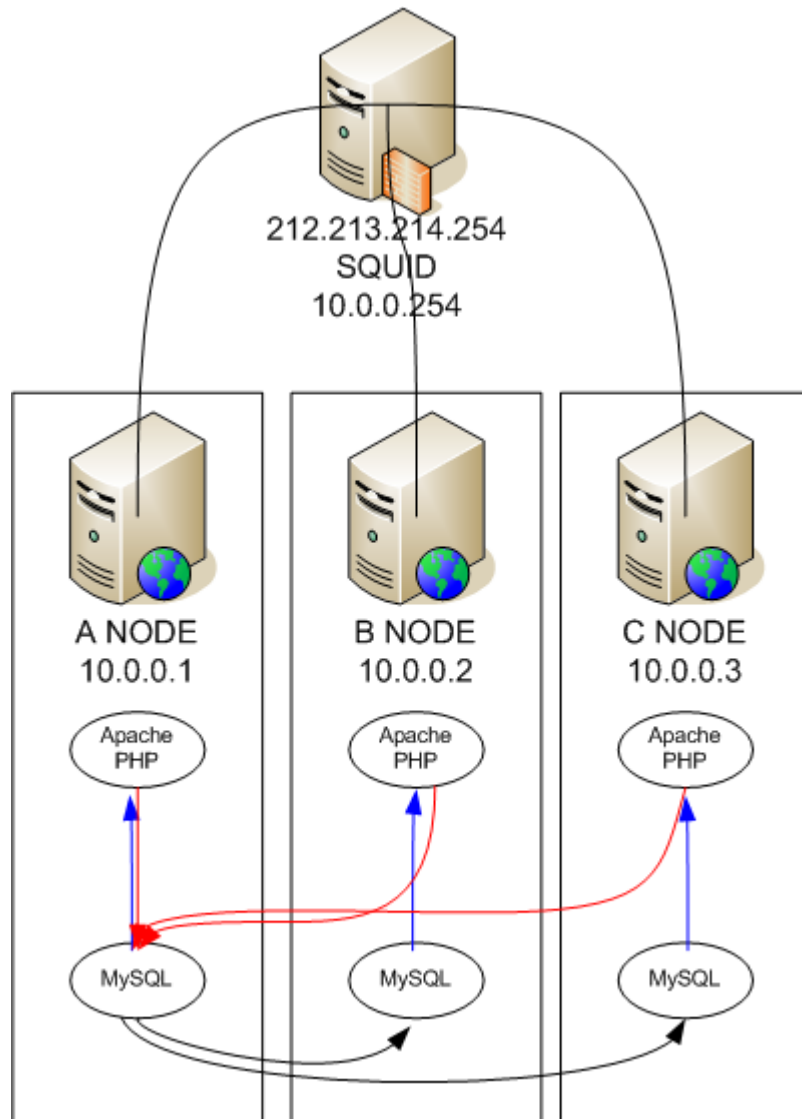 212.213.214.254
SQUID
10.0.0.254
A NODE
10.0.0.1
B NODE
10.0.0.2
C NODE
10.0.0.3
Apache
PHP
Apache
PHP
Apache
PHP
MySQL
MySQL
MySQL